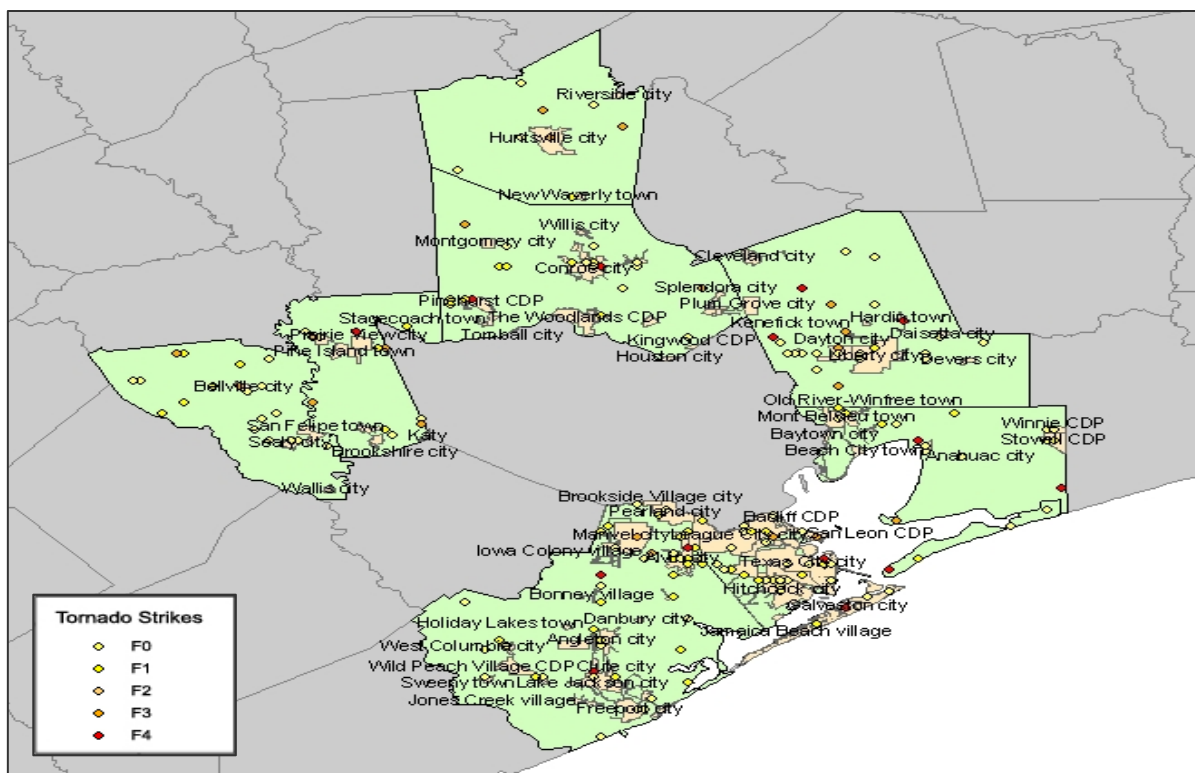 Riverside city
Huntsville city
New Waverly town
Willis city
Montgomery city
Conroe city
Cleveland city
Splendora city
Pinehurst CDP
Plum Grove city
Stagecoach town
The Woodlands CDP
Kenefick town
Hardin town
Prairie View city
Tomball city
Kingwood CDP
Dayton city
Daisetta city
Pine Island town
Houston city
Liberty city
Devers city
Bellville city
Old River-Winfree town
San Felipe town
Katy
Mont Belvieu town
Winnie CDP
Sealy city
Brookshire city
Baytown city
Stowell CDP
Beach City town
Anahuac city
Wallis city
Brookside Village city
Pearland city
Bacliff CDP
Manvel city
League City city
San Leon CDP
Iowa Colony village
Alvin city
Texas City city
Bonney Village
Hitchcock city
Galveston city
Holiday Lakes town
Danbury city
Jamaica Beach village
West Columbia city
Angleton city
Wild Peach Village CDP
Clute city
Sweeny town
Lake Jackson city
Jones Creek village
Freeport city
Tornado Strikes
F0
F1
F2
F3
F4